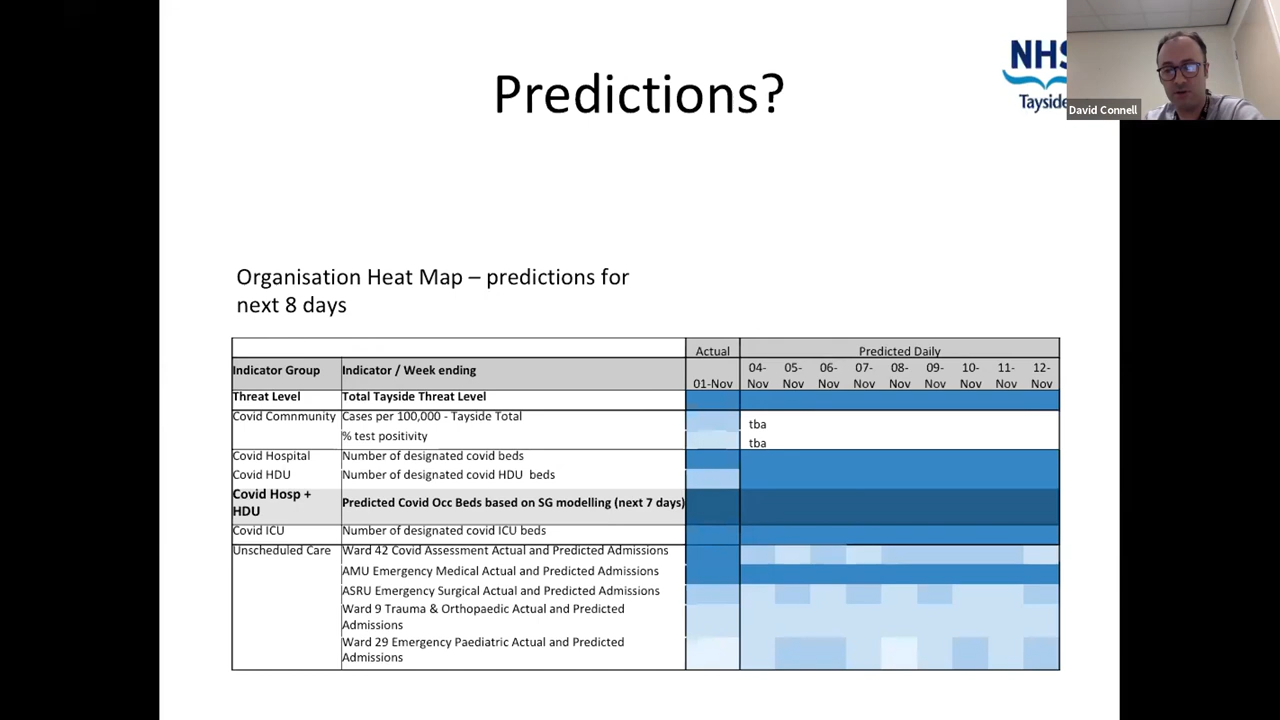 Predictions?
NHS
Tayside
David Connell
Organisation Heat Map – predictions for
next 8 days
Actual Predicted Daily
Indicator Group Indicator / Week ending 01-Nov 04-Nov 05-Nov 06-Nov 07-Nov 08-Nov 09-Nov 10-Nov 11-Nov 12-Nov
Threat Level Total Tayside Threat Level
Covid Comnmunity Cases per 100,000 - Tayside Total tba
% test positivity tba
Covid Hospital Number of designated covid beds
Covid HDU Number of designated covid HDU beds
Covid Hosp +
HDU Predicted Covid Occ Beds based on SG modelling (next 7 days)
Covid ICU Number of designated covid ICU beds
Unscheduled Care Ward 42 Covid Assessment Actual and Predicted Admissions
AMU Emergency Medical Actual and Predicted Admissions
ASRU Emergency Surgical Actual and Predicted Admissions
Ward 9 Trauma & Orthopaedic Actual and Predicted
Admissions
Ward 29 Emergency Paediatric Actual and Predicted
Admissions